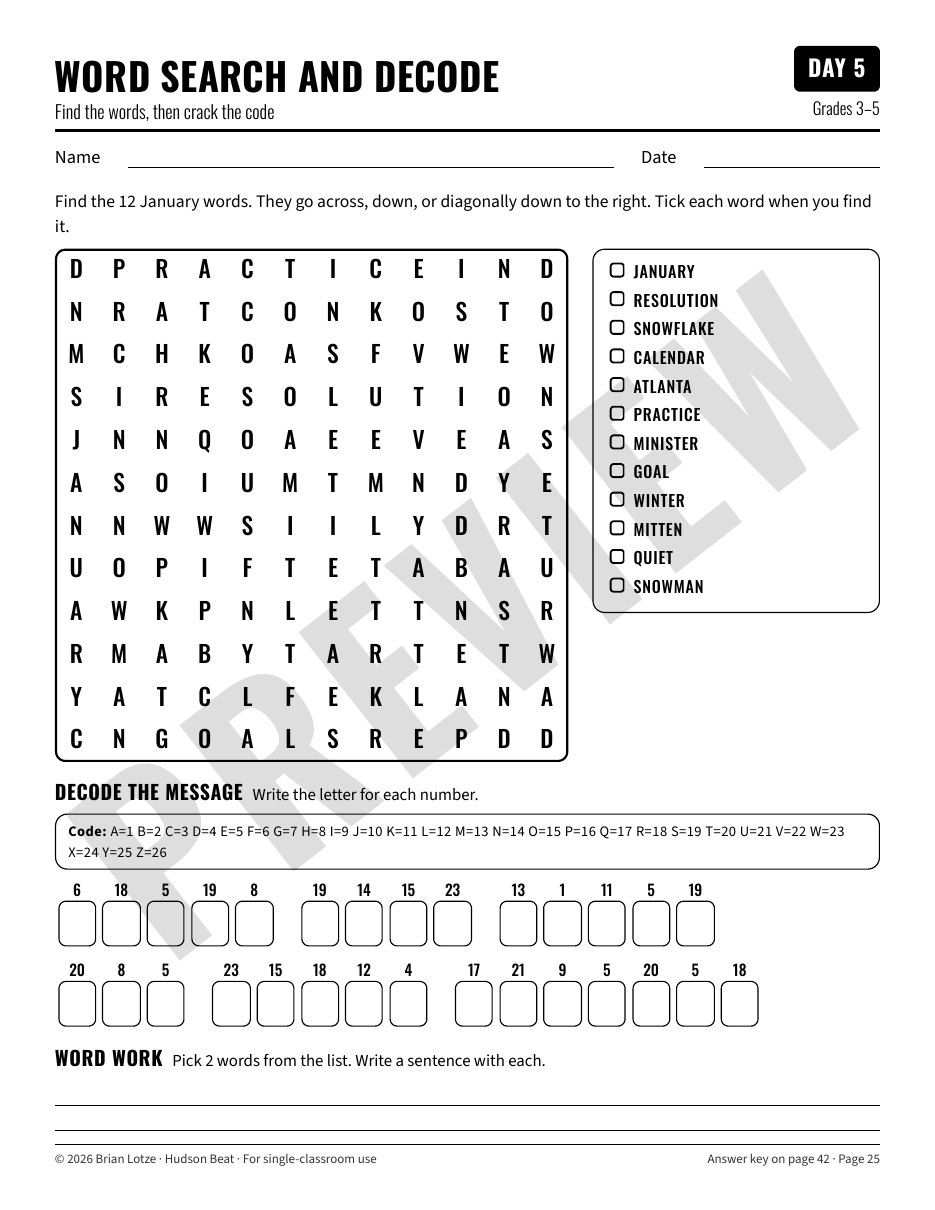 WORD SEARCH AND DECODE
DAY 5
Find the words, then crack the code
Grades 3–5
Name
Date
Find the 12 January words. They go across, down, or diagonally down to the right. Tick each word when you find
it.
D P R A C T I C E I N D
N R A T C O N K O S T O
M C H K O A S F V W E W
S I R E S O L U T I O N
J N N Q O A E E V E A S
A S O I U M T M N D Y E
N N W W S I I L Y D R T
U O P I F T E T A B A U
A W K P N L E T T N S R
R M A B Y T A R T E T W
Y A T C L F E K L A N A
C N G O A L S R E P D D
JANUARY
RESOLUTION
SNOWFLAKE
CALENDAR
ATLANTA
PRACTICE
MINISTER
GOAL
WINTER
MITTEN
QUIET
SNOWMAN
PREVIEW
DECODE THE MESSAGE Write the letter for each number.
Code: A=1 B=2 C=3 D=4 E=5 F=6 G=7 H=8 I=9 J=10 K=11 L=12 M=13 N=14 O=15 P=16 Q=17 R=18 S=19 T=20 U=21 V=22 W=23
X=24 Y=25 Z=26
6 18 5 19 8 19 14 15 23 13 1 11 5 19
20 8 5 23 15 18 12 4 17 21 9 5 20 5 18
WORD WORK Pick 2 words from the list. Write a sentence with each.
© 2026 Brian Lotze · Hudson Beat · For single-classroom use
Answer key on page 42 · Page 25